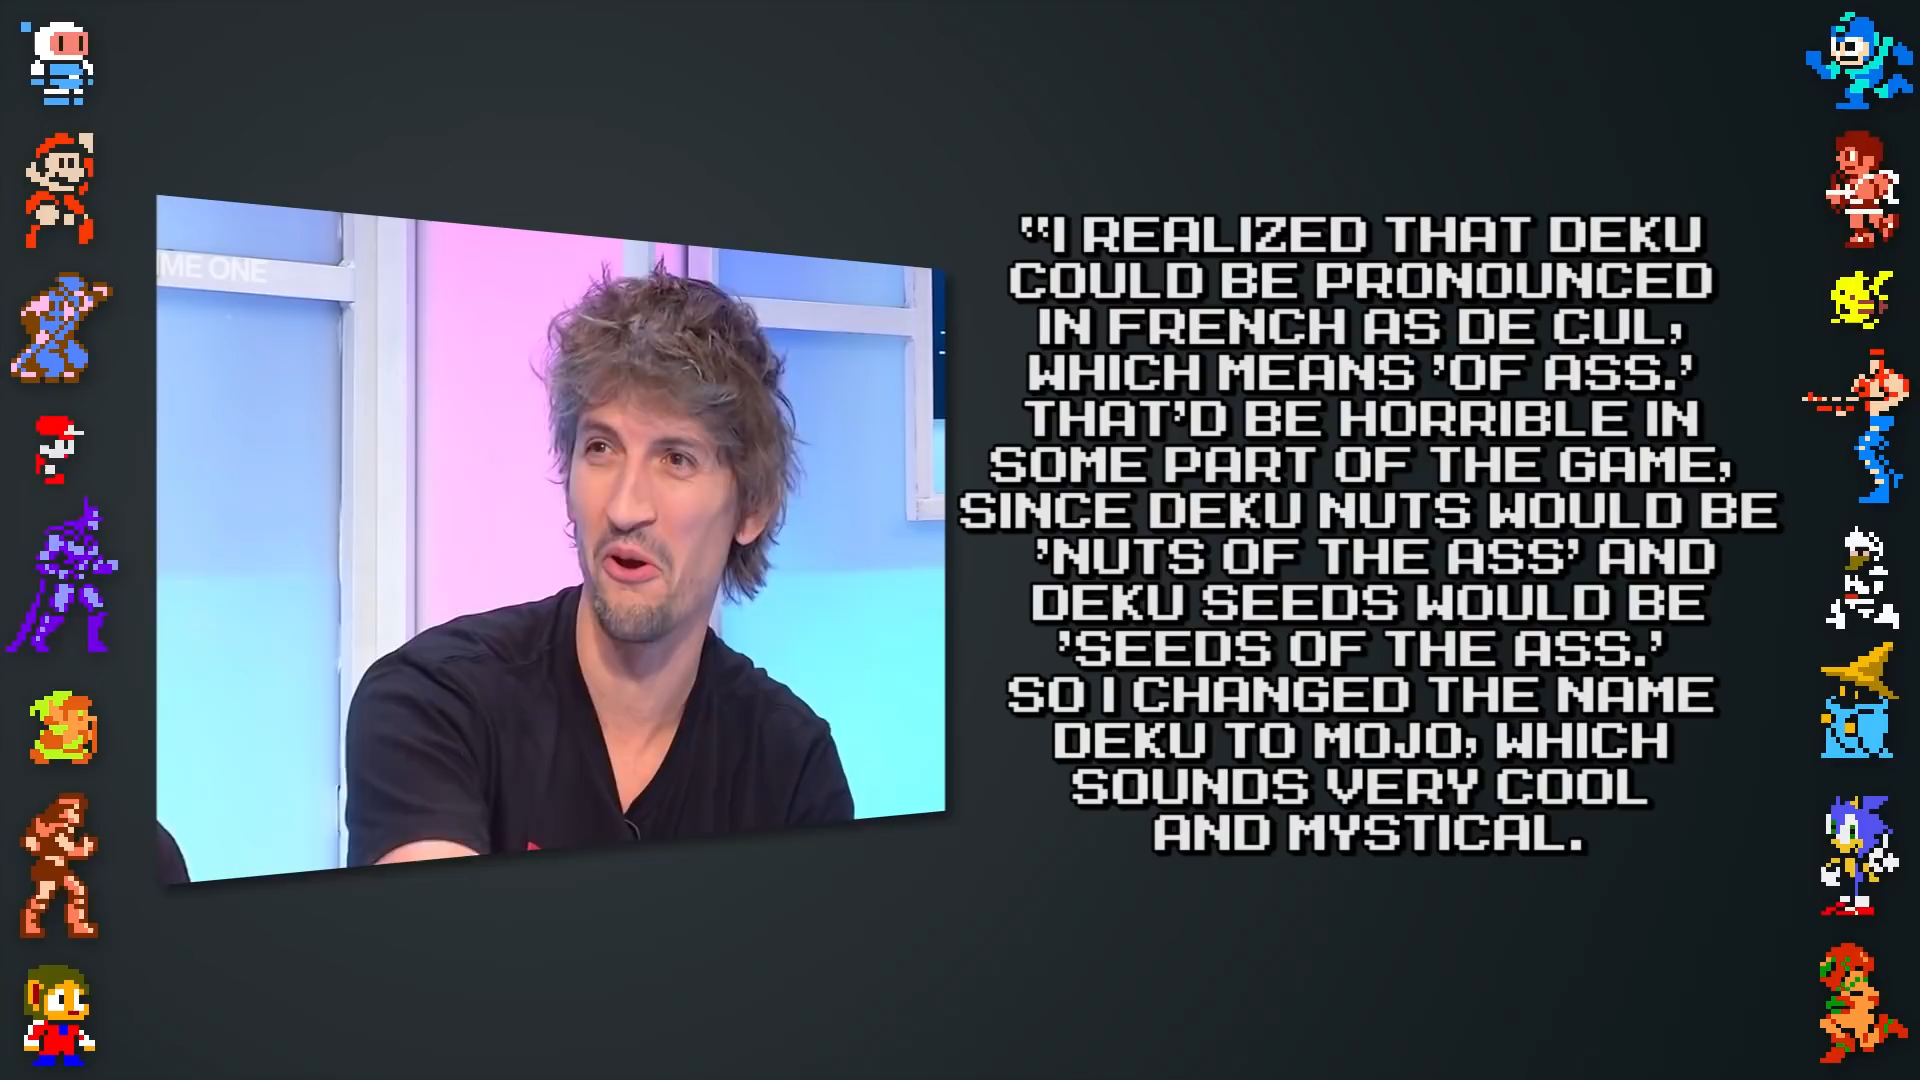 IME ONE
"I REALIZED THAT DEKU
COULD BE PRONOUNCED
IN FRENCH AS DE CUL,
WHICH MEANS 'OF ASS.'
THAT'D BE HORRIBLE IN
SOME PART OF THE GAME,
SINCE DEKU NUTS WOULD BE
'NUTS OF THE ASS' AND
DEKU SEEDS WOULD BE
'SEEDS OF THE ASS.'
SO I CHANGED THE NAME
DEKU TO MOJO, WHICH
SOUNDS VERY COOL
AND MYSTICAL.